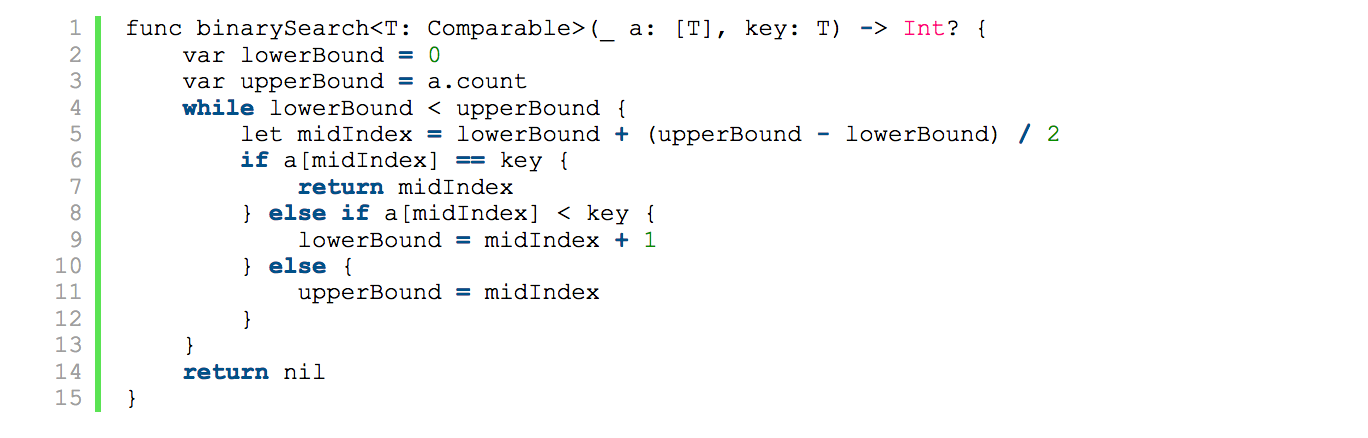 1 func binarySearch<T: Comparable>(_ a: [T], key: T) -> Int? {
2     var lowerBound = 0
3     var upperBound = a.count
4     while lowerBound < upperBound {
5         let midIndex = lowerBound + (upperBound - lowerBound) / 2
6         if a[midIndex] == key {
7             return midIndex
8         } else if a[midIndex] < key {
9             lowerBound = midIndex + 1
10         } else {
11             upperBound = midIndex
12         }
13     }
14     return nil
15 }